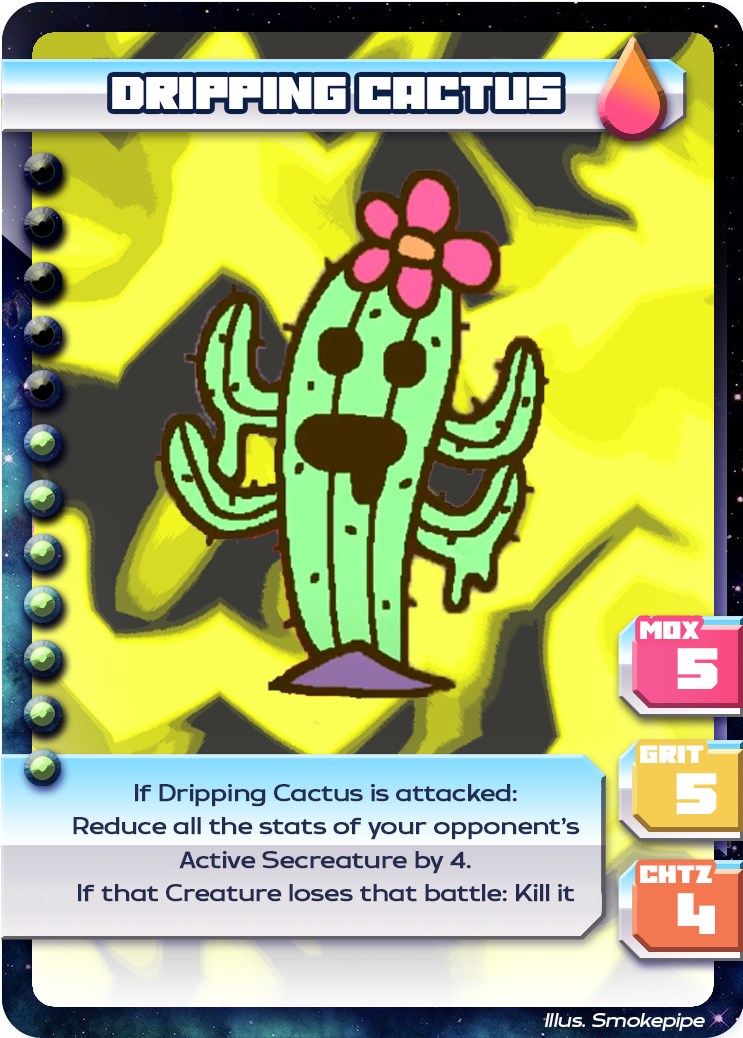 DRIPPING CACTUS
MOX
5
GRIT
5
CHTZ
4
If Dripping Cactus is attacked:
Reduce all the stats of your opponent's
Active Secreature by 4.
If that Creature loses that battle: Kill it
Illus. Smokepipe